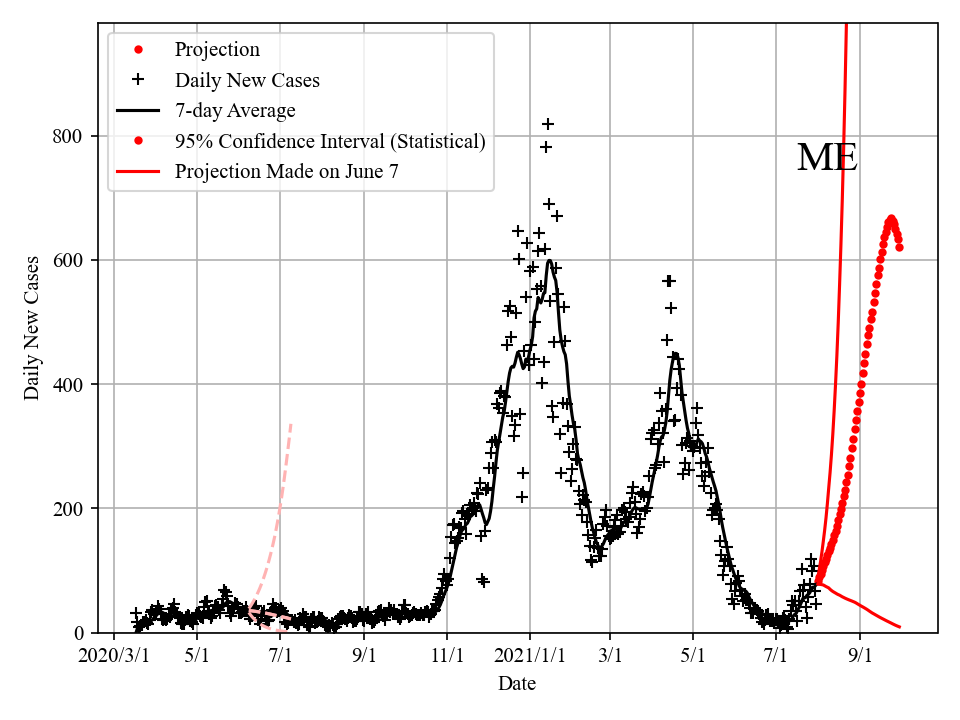 Projection
Daily New Cases
7-day Average
95% Confidence Interval (Statistical)
Projection Made on June 7
ME
800
600
400
200
0
Daily New Cases
2020/3/1 5/1 7/1 9/1 11/1 2021/1/1 3/1 5/1 7/1 9/1
Date